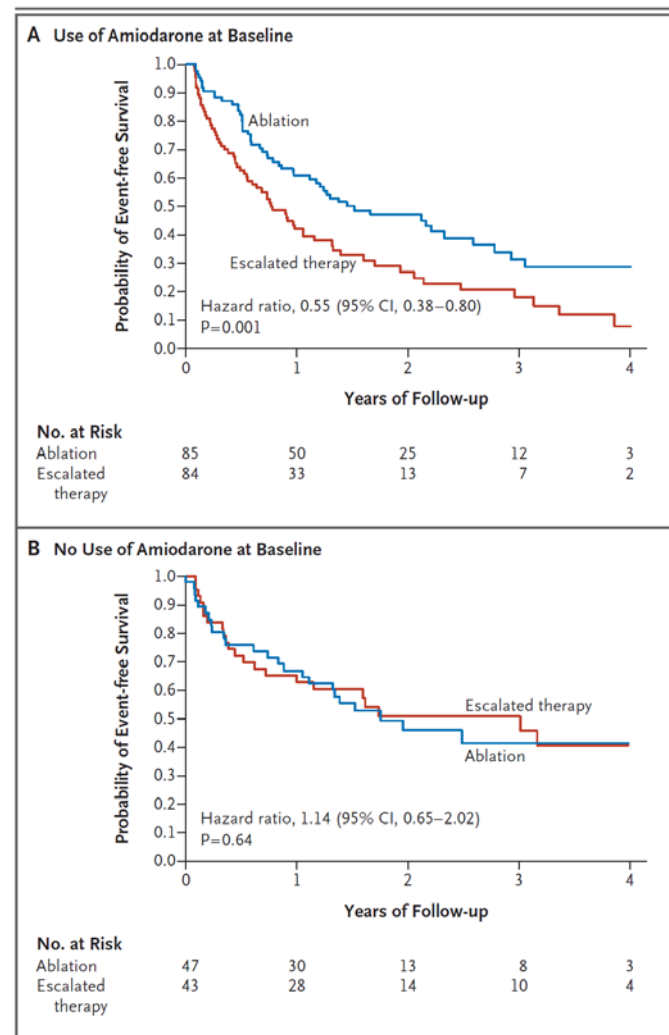 A Use of Amiodarone at Baseline
1.0
0.9
0.8
0.7
0.6
0.5
0.4
0.3
0.2
0.1
0.0
Probability of Event-free Survival
Ablation
Escalated therapy
Hazard ratio, 0.55 (95% CI, 0.38–0.80)
P=0.001
0 1 2 3 4
Years of Follow-up
No. at Risk
Ablation 85 50 25 12 3
Escalated 84 33 13 7 2
therapy
B No Use of Amiodarone at Baseline
1.0
0.9
0.8
0.7
0.6
0.5
0.4
0.3
0.2
0.1
0.0
Probability of Event-free Survival
Escalated therapy
Ablation
Hazard ratio, 1.14 (95% CI, 0.65–2.02)
P=0.64
0 1 2 3 4
Years of Follow-up
No. at Risk
Ablation 47 30 13 8 3
Escalated 43 28 14 10 4
therapy